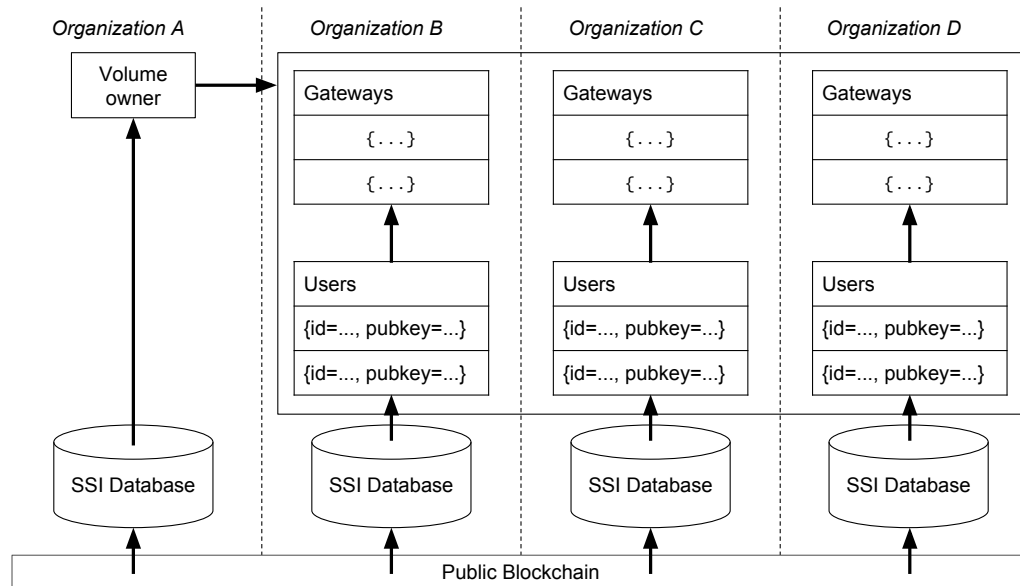 Organization A
Organization B
Organization C
Organization D
Volume
owner
Gateways
{...}
{...}
Gateways
{...}
{...}
Gateways
{...}
{...}
Users
{id=..., pubkey=...}
{id=..., pubkey=...}
Users
{id=..., pubkey=...}
{id=..., pubkey=...}
Users
{id=..., pubkey=...}
{id=..., pubkey=...}
SSI Database
SSI Database
SSI Database
SSI Database
Public Blockchain